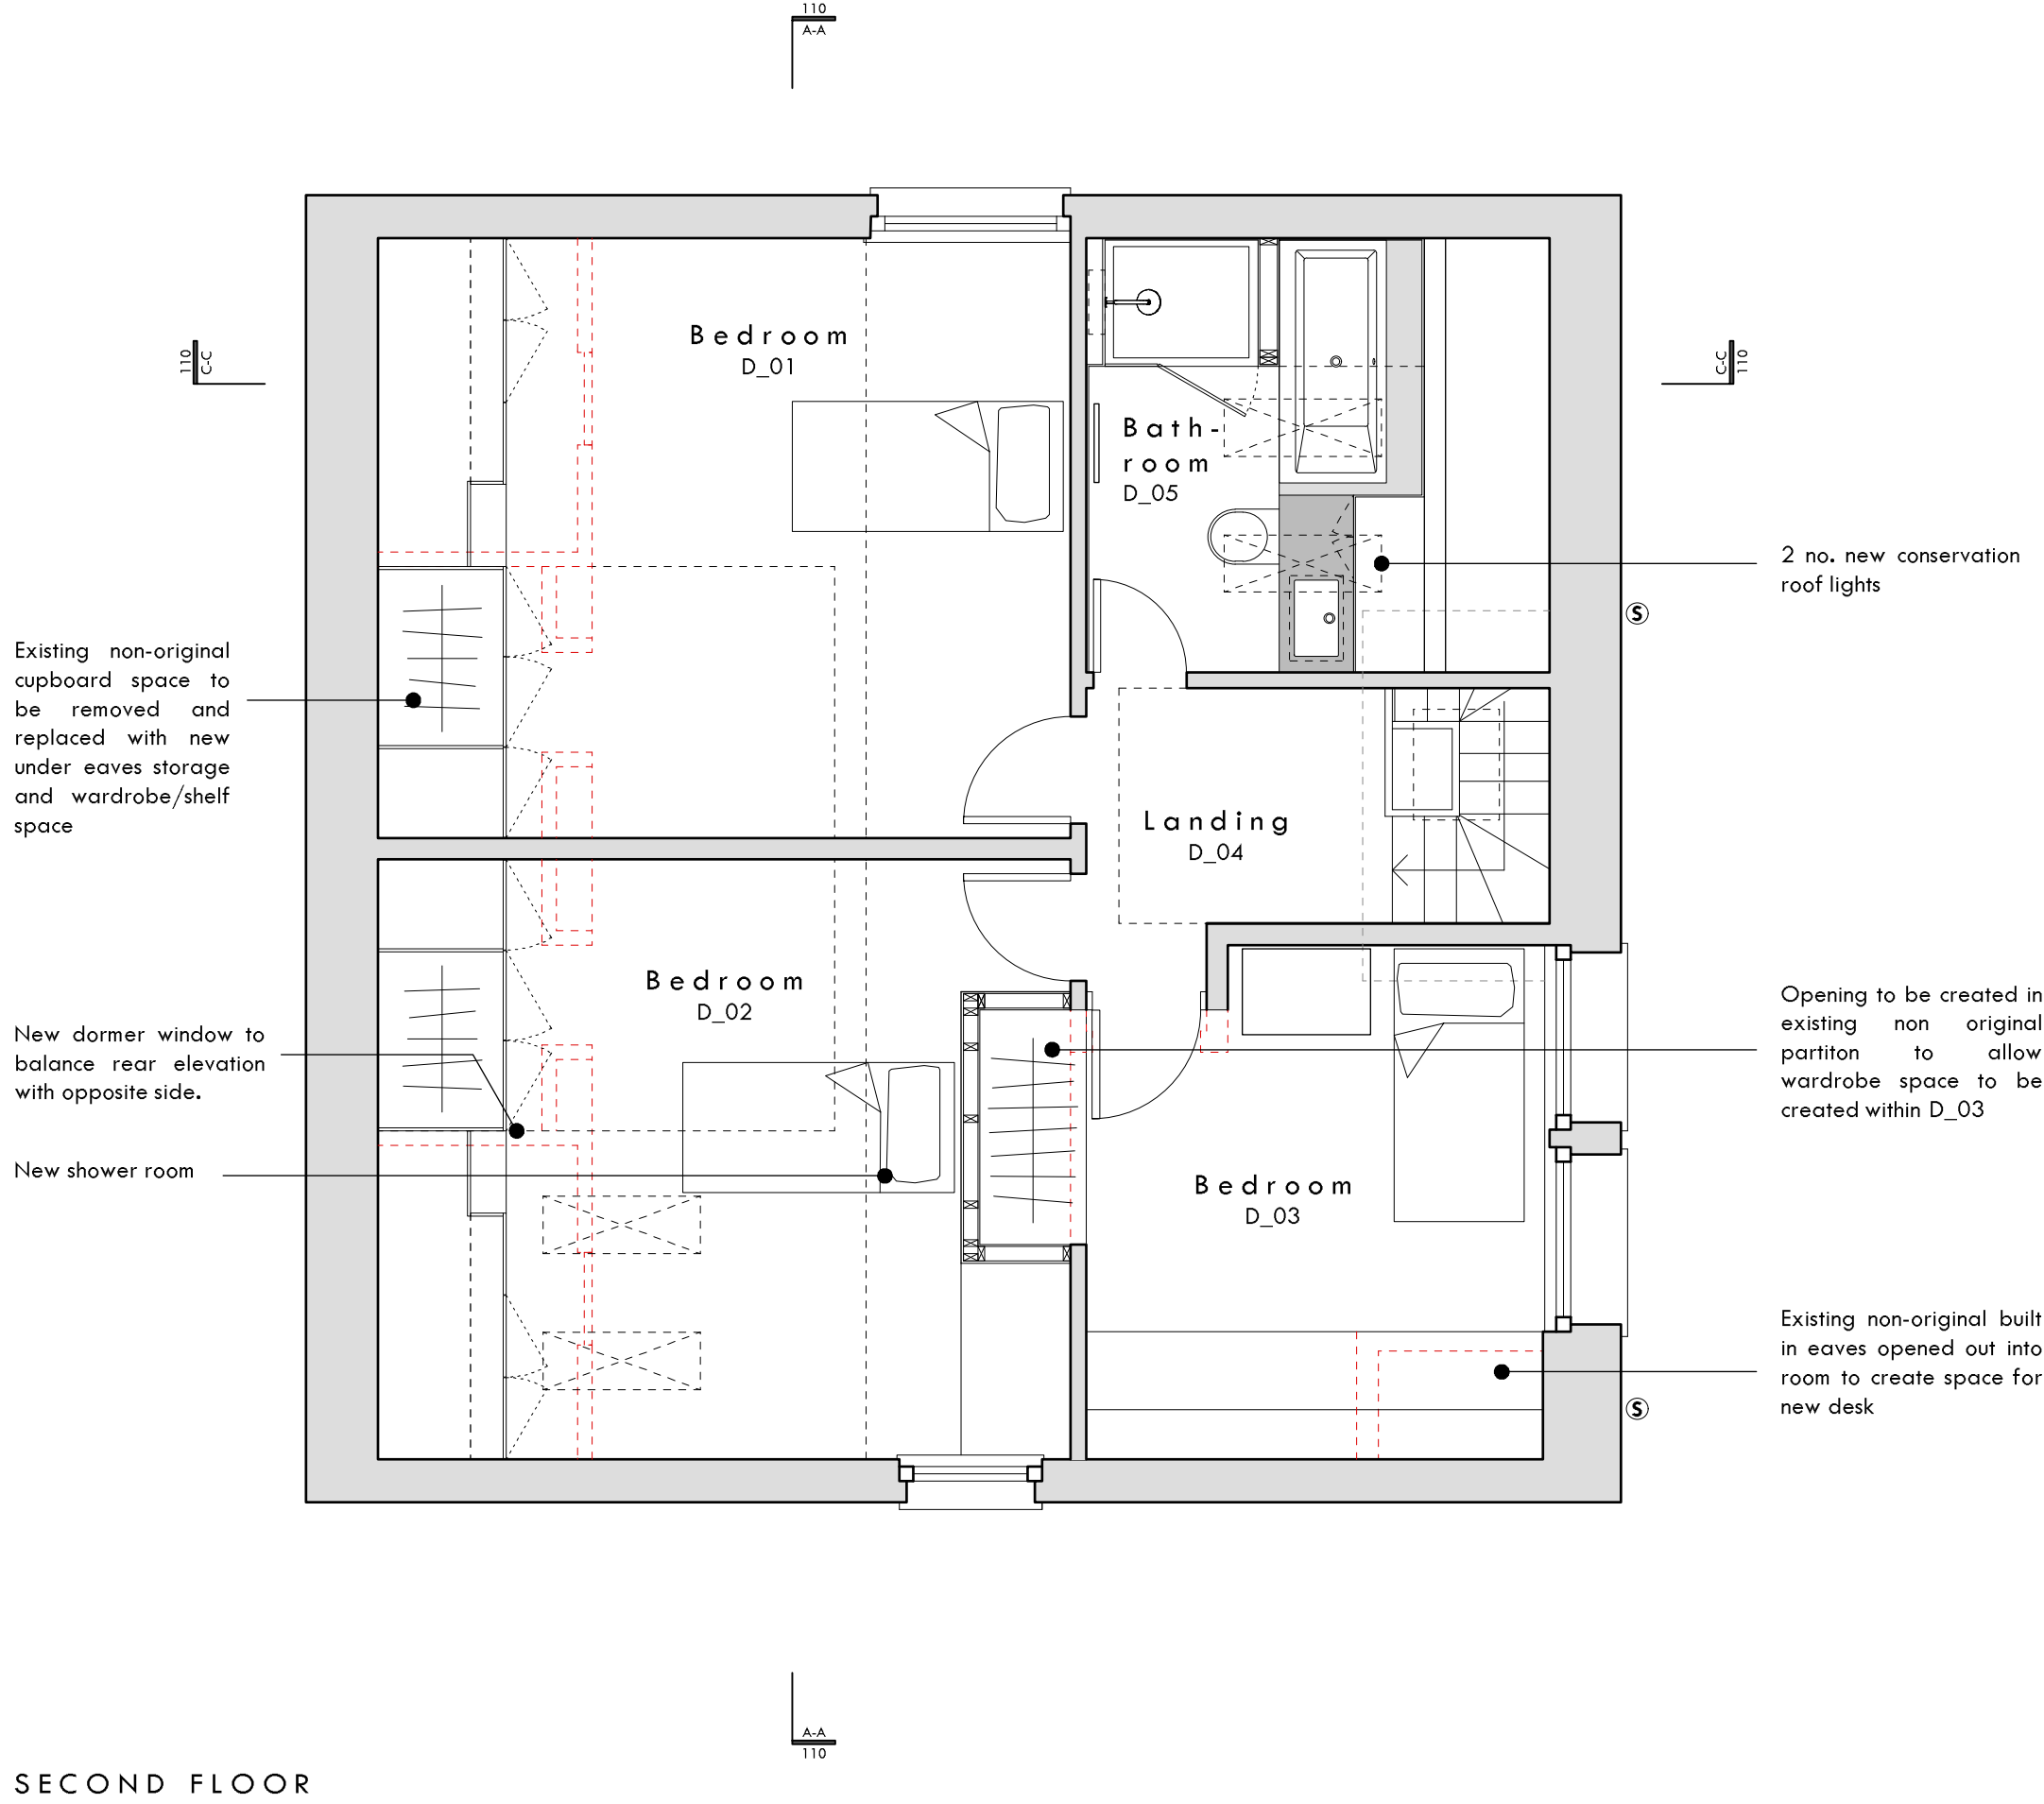 110
A-A
Bedroom
D_01
110
C-C
C-C
110
Bath-
room
D_05
2 no. new conservation
roof lights
S
Existing non-original
cupboard space to
be removed and
replaced with new
under eaves storage
and wardrobe/shelf
space
Landing
D_04
Bedroom
D_02
New dormer window to
balance rear elevation
with opposite side.
New shower room
Opening to be created in
existing non original
partiton to allow
wardrobe space to be
created within D_03
Bedroom
D_03
Existing non-original built
in eaves opened out into
room to create space for
new desk
S
A-A
110
SECOND FLOOR